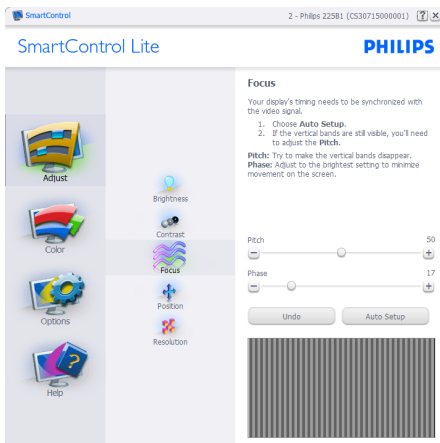 SmartControl
2 - Philips 225B1 (CS30715000001)
?
SmartControl Lite
PHILIPS
Adjust
Color
Options
Help
Brightness
Contrast
Focus
Position
Resolution
Focus
Your display's timing needs to be synchronized with
the video signal.
1. Choose Auto Setup.
2. If the vertical bands are still visible, you'll need
to adjust the Pitch.
Pitch: Try to make the vertical bands disappear.
Phase: Adjust to the brightest setting to minimize
movement on the screen.
Pitch 50
Phase 17
Undo
Auto Setup